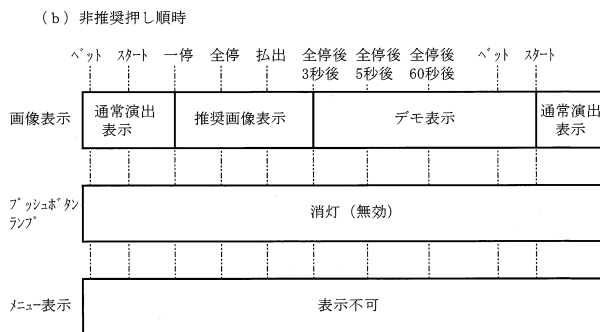 (b) 非推奨押し順時
ﾍﾞｯﾄ ｽﾀｰﾄ 一停 全停 払出 全停後 全停後 全停後 ﾍﾞｯﾄ ｽﾀｰﾄ
3秒後 5秒後 60秒後
画像表示 通常演出 推奨画像表示 デモ表示 通常演出
表示 表示
ﾌﾟｯｼｭﾎﾞﾀﾝ 消灯(無効)
ﾗﾝﾌﾟ
ﾒﾆｭｰ表示 表示不可